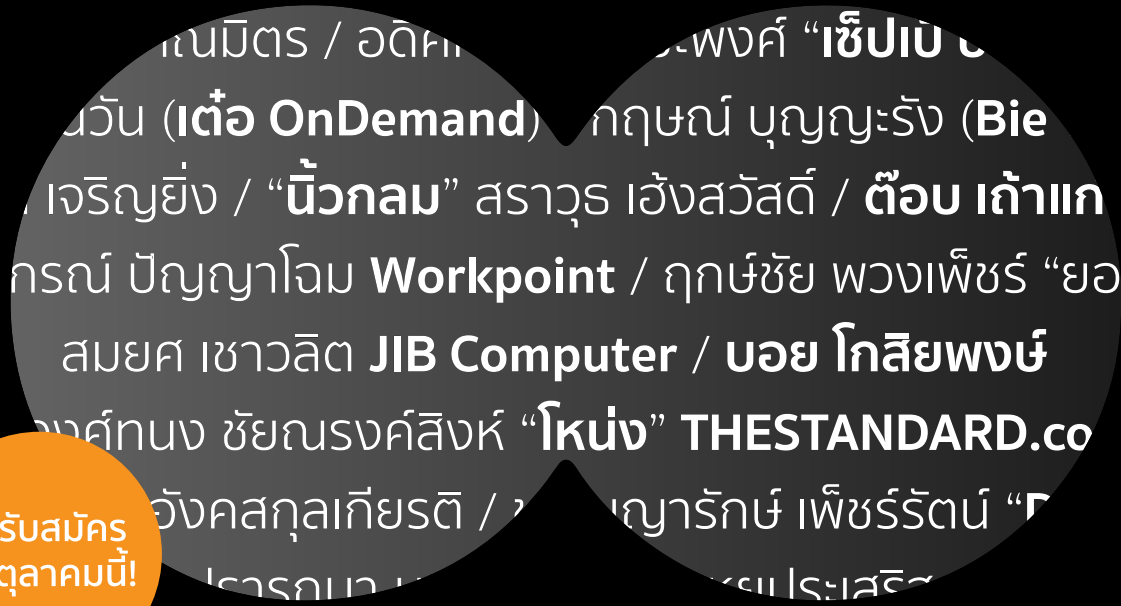 ณมิตร / พงศ์ “เซ็ปเป้
(เต๋อ OnDemand) กฤษณ์ บุญญะรัง (Bie
เจริญยิ่ง / “นิ้วกลม” สราวุธ เฮ้งสวัสดิ์ / ต๊อบ เถ้าแก่
กรณ์ ปัญญาโฉม Workpoint / ฤกษ์ชัย พวงเพ็ชร์ “ยอ
สมยศ เชาวลิต JIB Computer / บอย โกสิยพงษ์
วงศ์ทนง ชัยณรงค์สิงห์ “โหน่ง” THESTANDARD.co
อังคสกุลเกียรติ / ญารักษ์ เพ็ชร์รัตน์ “
รับสมัคร
ตุลาคมนี้!